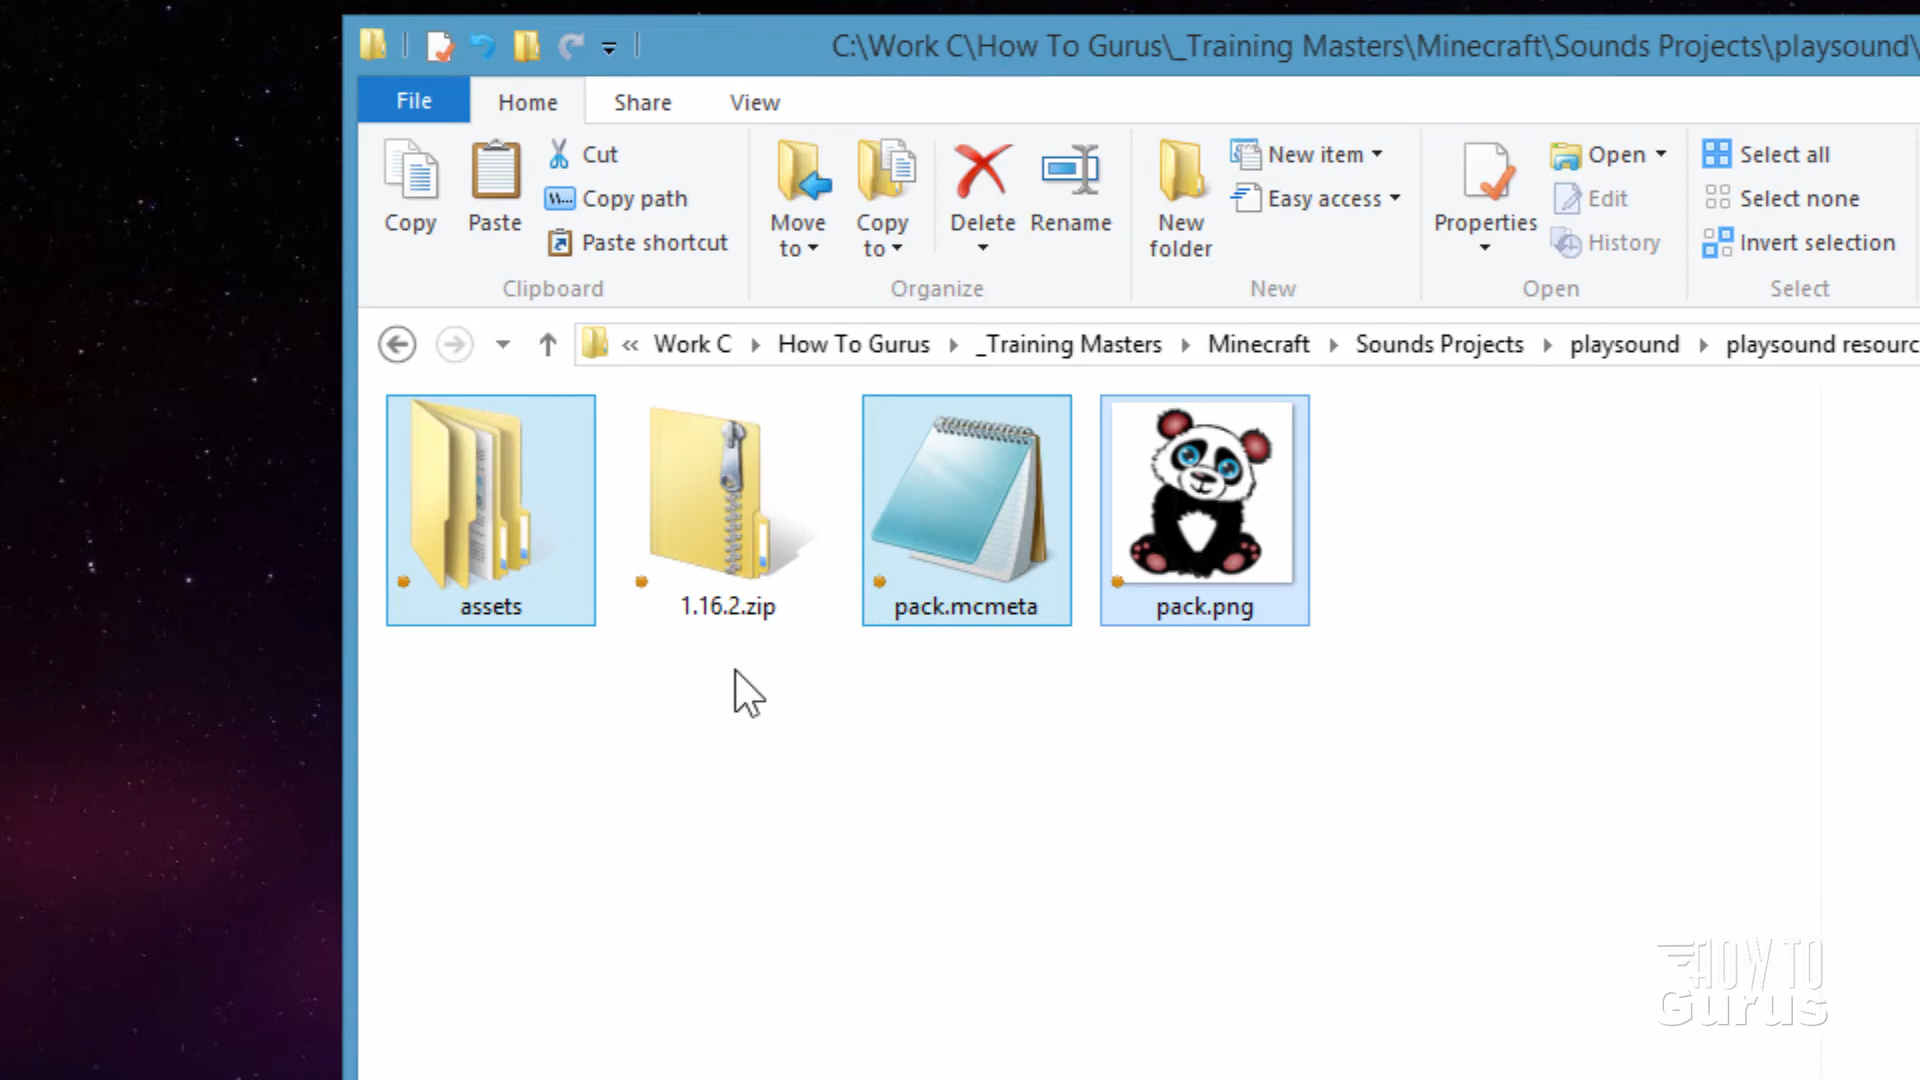 C:\Work C\How To Gurus\_Training Masters\Minecraft\Sounds Projects\playsound\
File Home Share View
Copy
Paste
Cut
Copy path
Paste shortcut
Clipboard
Move to
Copy to
Delete
Rename
Organize
New folder
New item
Easy access
New
Properties
Open
Edit
History
Open
Select all
Select none
Invert selection
Select
« Work C How To Gurus _Training Masters Minecraft Sounds Projects playsound playsound resourc
assets 1.16.2.zip pack.mcmeta pack.png
HOW TO
Gurus